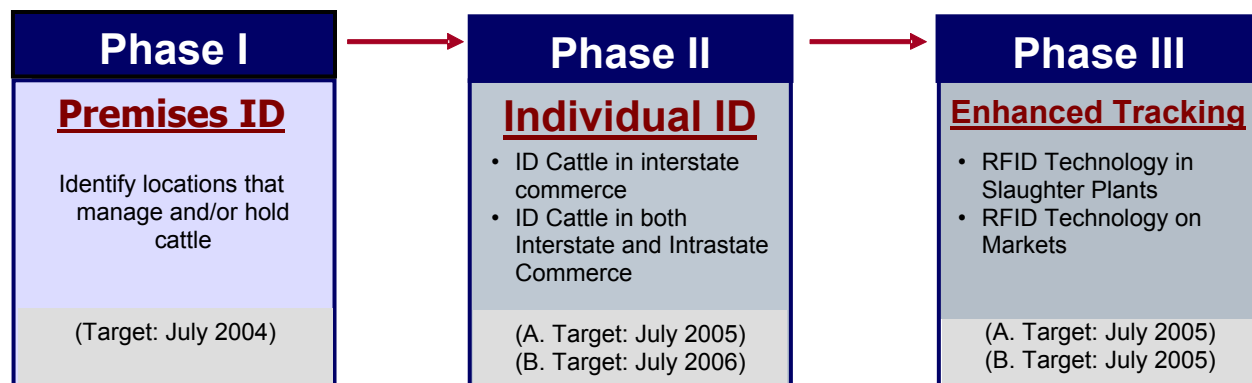 Phase I
Premises ID
Identify locations that
manage and/or hold
cattle
(Target: July 2004)
Phase II
Individual ID
• ID Cattle in interstate
commerce
• ID Cattle in both
Interstate and Intrastate
Commerce
(A. Target: July 2005)
(B. Target: July 2006)
Phase III
Enhanced Tracking
• RFID Technology in
Slaughter Plants
• RFID Technology on
Markets
(A. Target: July 2005)
(B. Target: July 2005)